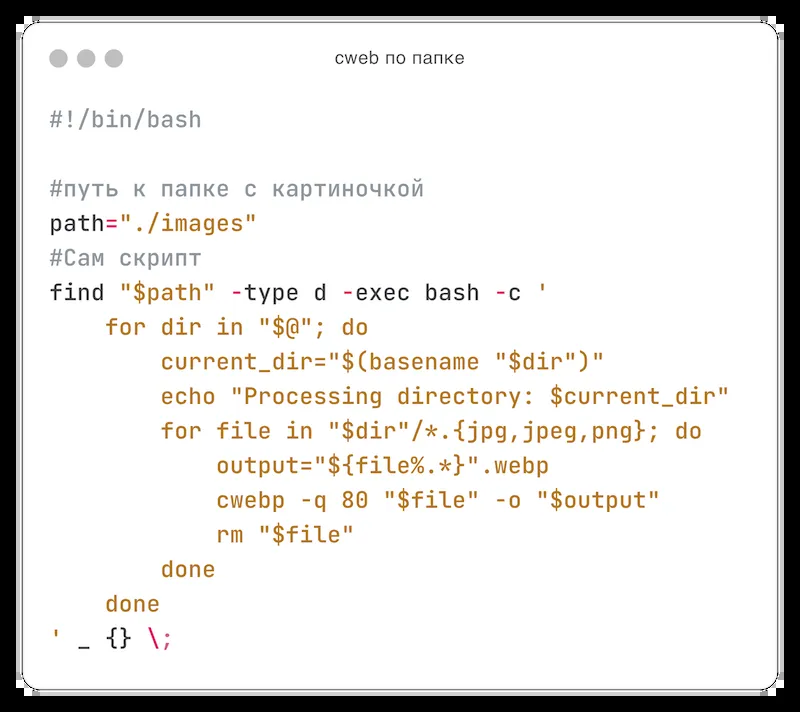 cweb по папке
#!/bin/bash
#путь к папке с картиночкой
path="./images"
#Сам скрипт
find "$path" -type d -exec bash -c '
    for dir in "$@"; do
        current_dir="$(basename "$dir")"
        echo "Processing directory: $current_dir"
        for file in "$dir"/*.{jpg,jpeg,png}; do
            output="${file%.*}".webp
            cwebp -q 80 "$file" -o "$output"
            rm "$file"
        done
    done
' _ {} \;